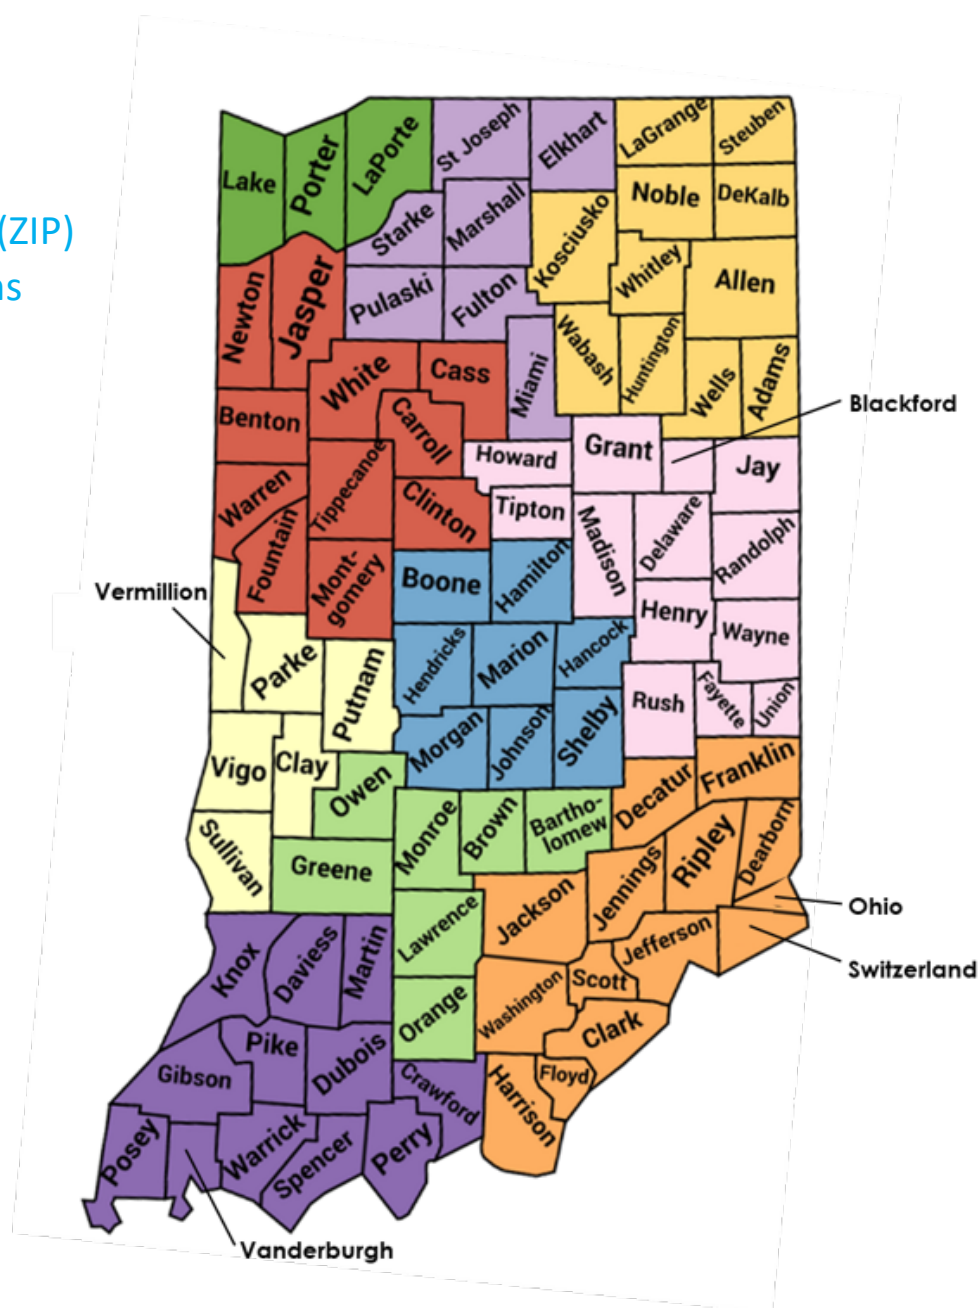 (ZIP)
ns
St Joseph
Elkhart
LaGrange
Steuben
Lake
Porter
LaPorte
Noble
DeKalb
Starke
Marshall
Kosciusko
Whitley
Allen
Newton
Jasper
Pulaski
Fulton
Wabash
Huntington
Wells
Adams
White
Cass
Miami
Blackford
Benton
Carroll
Howard
Grant
Jay
Warren
Tippecanoe
Clinton
Tipton
Madison
Delaware
Randolph
Fountain
Mont-
gomery
Boone
Hamilton
Vermillion
Henry
Wayne
Parke
Putnam
Hendricks
Marion
Hancock
Rush
Fayette
Union
Vigo
Clay
Morgan
Johnson
Shelby
Owen
Decatur
Franklin
Sullivan
Greene
Monroe
Brown
Bartho-
lomew
Jennings
Ripley
Dearborn
Ohio
Lawrence
Jackson
Jefferson
Switzerland
Knox
Daviess
Martin
Orange
Washington
Scott
Clark
Pike
Dubois
Gibson
Crawford
Floyd
Harrison
Posey
Warrick
Spencer
Perry
Vanderburgh